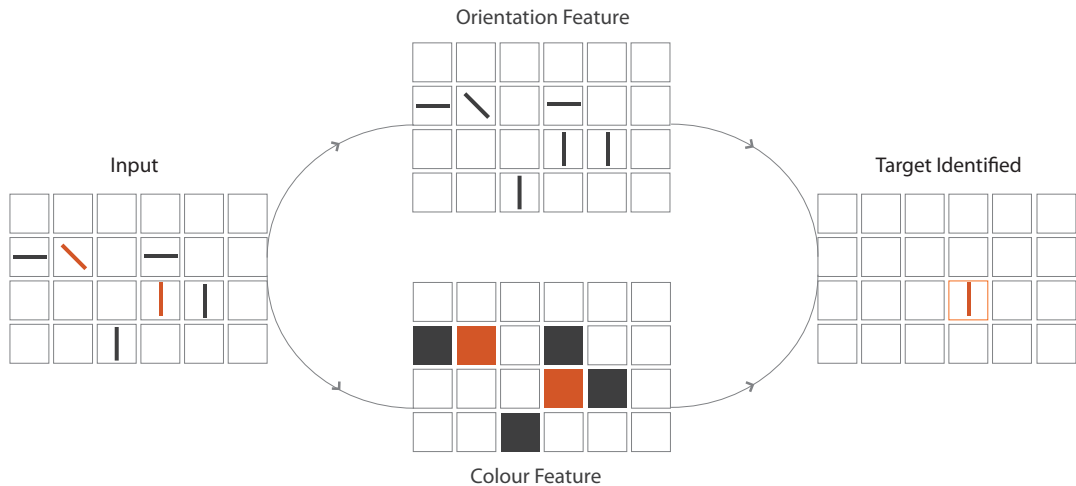 Orientation Feature
Input
Target Identified
Colour Feature